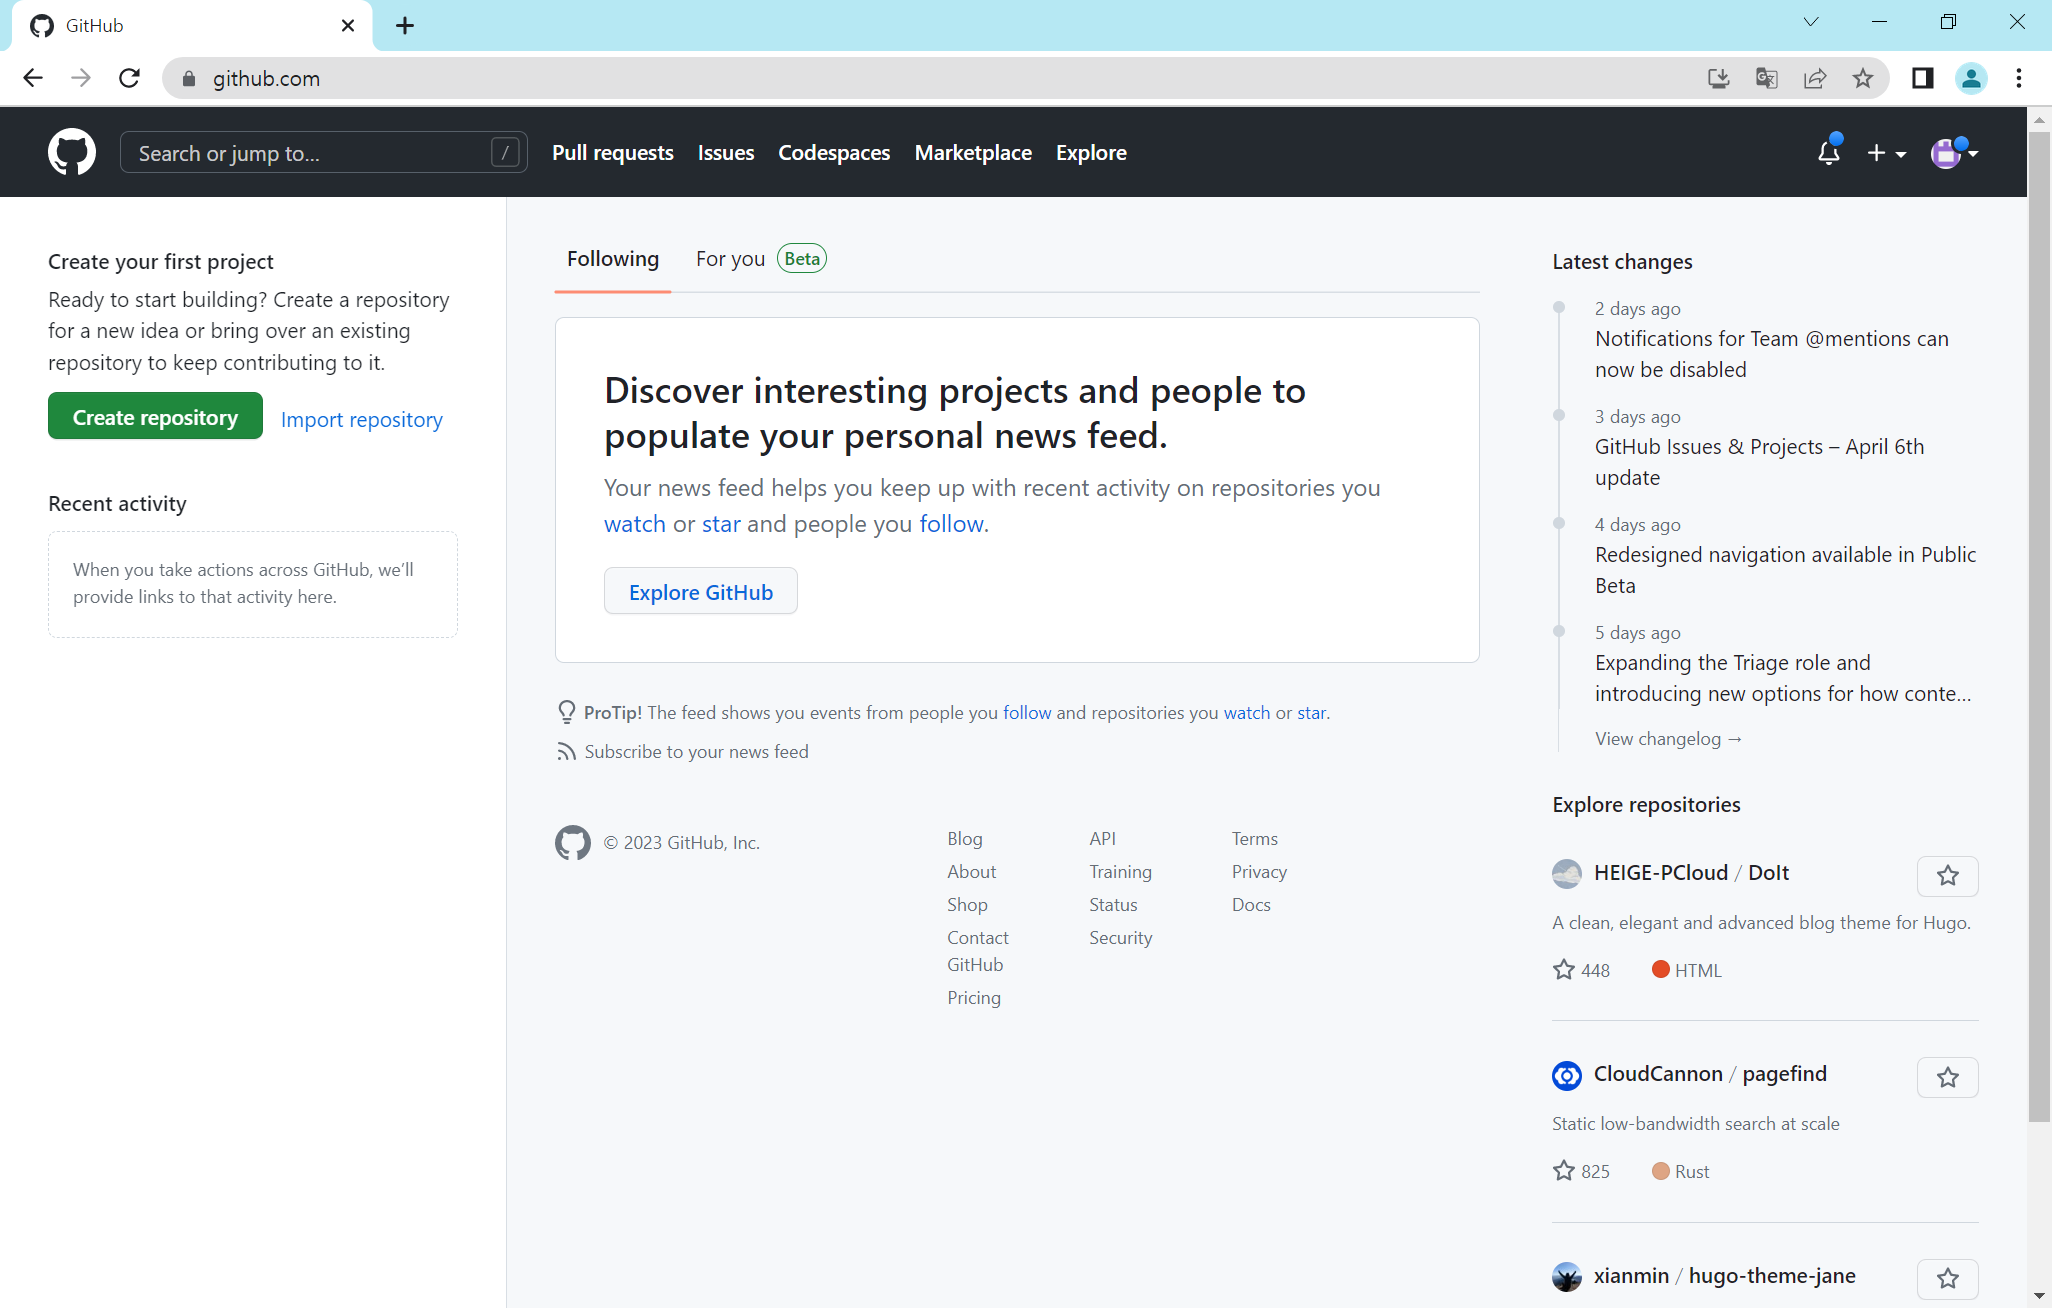 GitHub
github.com
Search or jump to...
/
Pull requests
Issues
Codespaces
Marketplace
Explore
Create your first project
Ready to start building? Create a repository
for a new idea or bring over an existing
repository to keep contributing to it.
Create repository
Import repository
Recent activity
When you take actions across GitHub, we'll
provide links to that activity here.
Following
For you
Beta
Discover interesting projects and people to
populate your personal news feed.
Your news feed helps you keep up with recent activity on repositories you
watch or star and people you follow.
Explore GitHub
ProTip! The feed shows you events from people you follow and repositories you watch or star.
Subscribe to your news feed
© 2023 GitHub, Inc.
Blog
About
Shop
Contact
GitHub
Pricing
API
Training
Status
Security
Terms
Privacy
Docs
Latest changes
2 days ago
Notifications for Team @mentions can
now be disabled
3 days ago
GitHub Issues & Projects – April 6th
update
4 days ago
Redesigned navigation available in Public
Beta
5 days ago
Expanding the Triage role and
introducing new options for how conte...
View changelog →
Explore repositories
HEIGE-PCloud / DoIt
A clean, elegant and advanced blog theme for Hugo.
448
HTML
CloudCannon / pagefind
Static low-bandwidth search at scale
825
Rust
xianmin / hugo-theme-jane